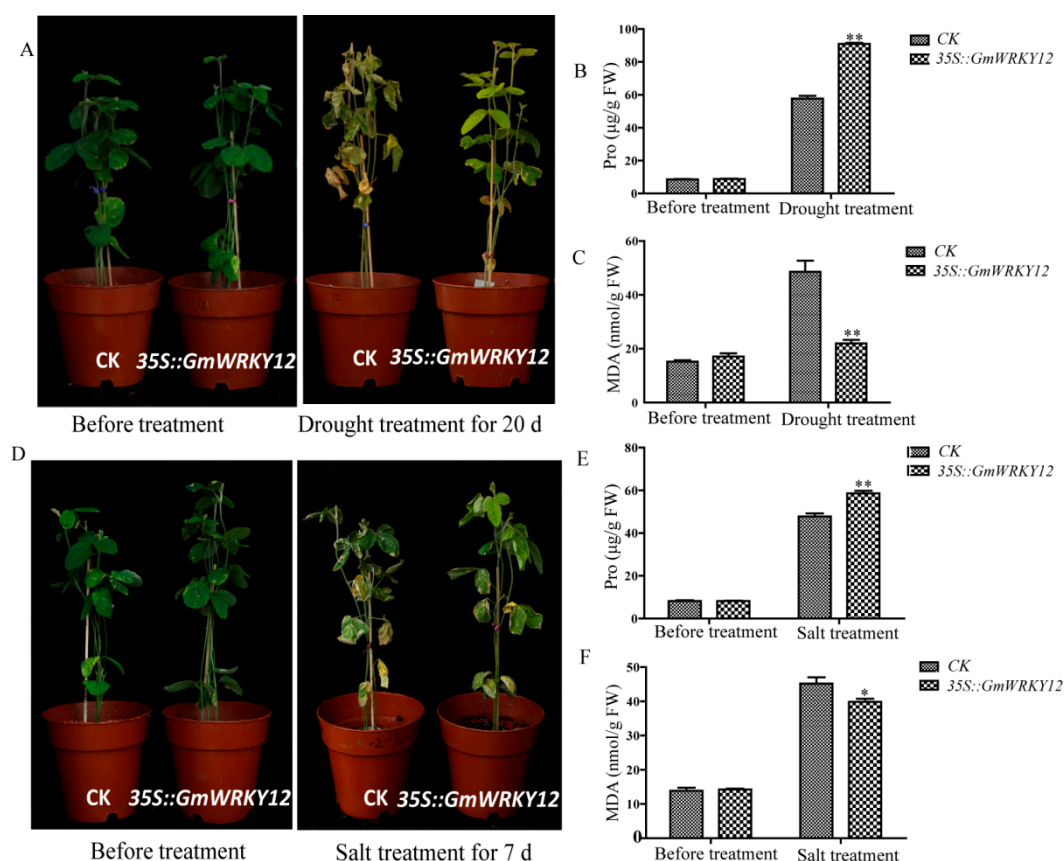 A
CK
35S::GmWRKY12
CK
35S::GmWRKY12
Before treatment
Drought treatment for 20 d
B
Pro (µg/g FW)
100
80
60
40
20
0
**
Before treatment
Drought treatment
CK
35S::GmWRKY12
C
MDA (nmol/g FW)
60
40
20
0
**
Before treatment
Drought treatment
CK
35S::GmWRKY12
D
CK
35S::GmWRKY12
CK
35S::GmWRKY12
Before treatment
Salt treatment for 7 d
E
Pro (µg/g FW)
80
60
40
20
0
**
Before treatment
Salt treatment
CK
35S::GmWRKY12
F
MDA (nmol/g FW)
50
40
30
20
10
0
*
Before treatment
Salt treatment
CK
35S::GmWRKY12